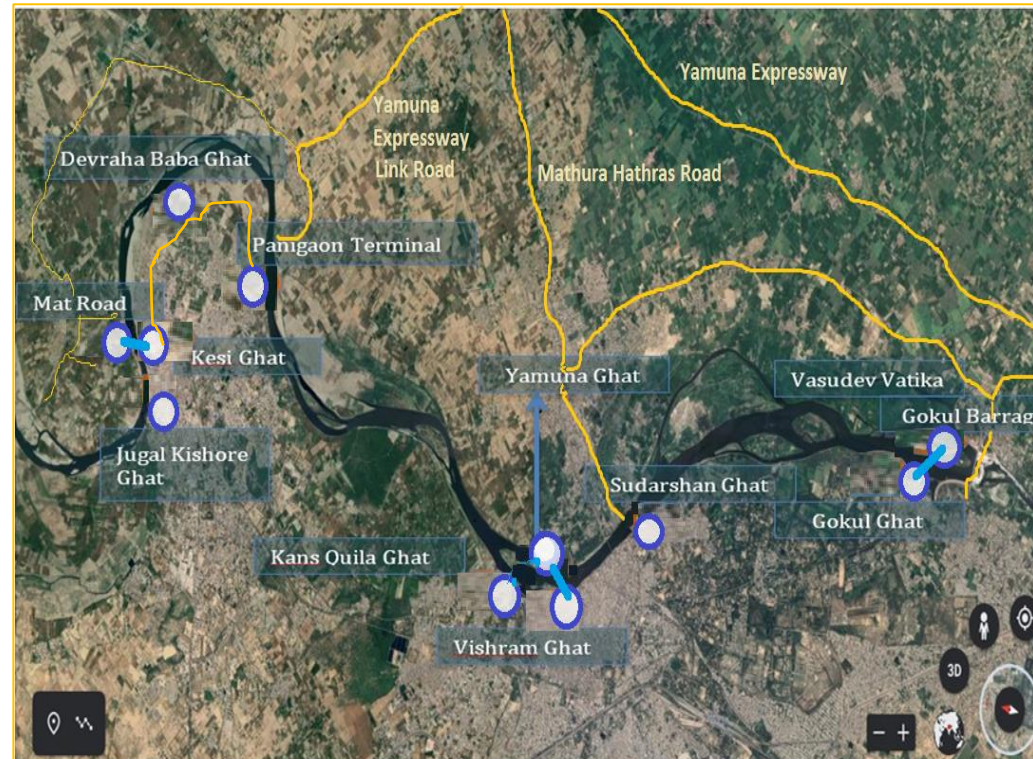 Yamuna Expressway
Yamuna
Expressway
Link Road
Devraha Baba Ghat
Mathura Hathras Road
Panigaon Terminal
Mat Road
Kesi Ghat
Yamuna Ghat
Vasudev Vatika
Gokul Barrag
Jugal Kishore
Ghat
Sudarshan Ghat
Gokul Ghat
Kans Quila Ghat
Vishram Ghat
3D